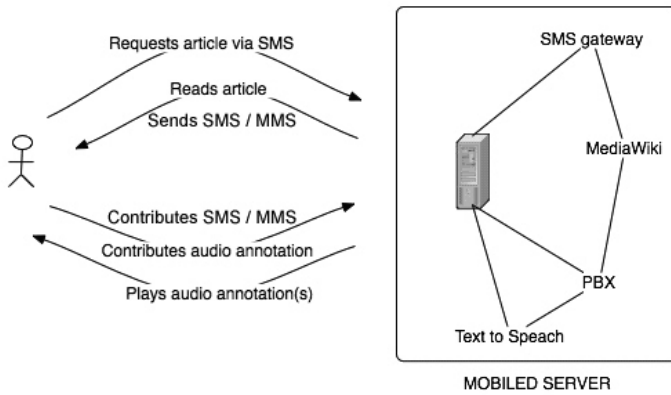 Requests article via SMS
Reads article
Sends SMS / MMS
Contributes SMS / MMS
Contributes audio annotation
Plays audio annotation(s)
SMS gateway
MediaWiki
PBX
Text to Speach
MOBILED SERVER